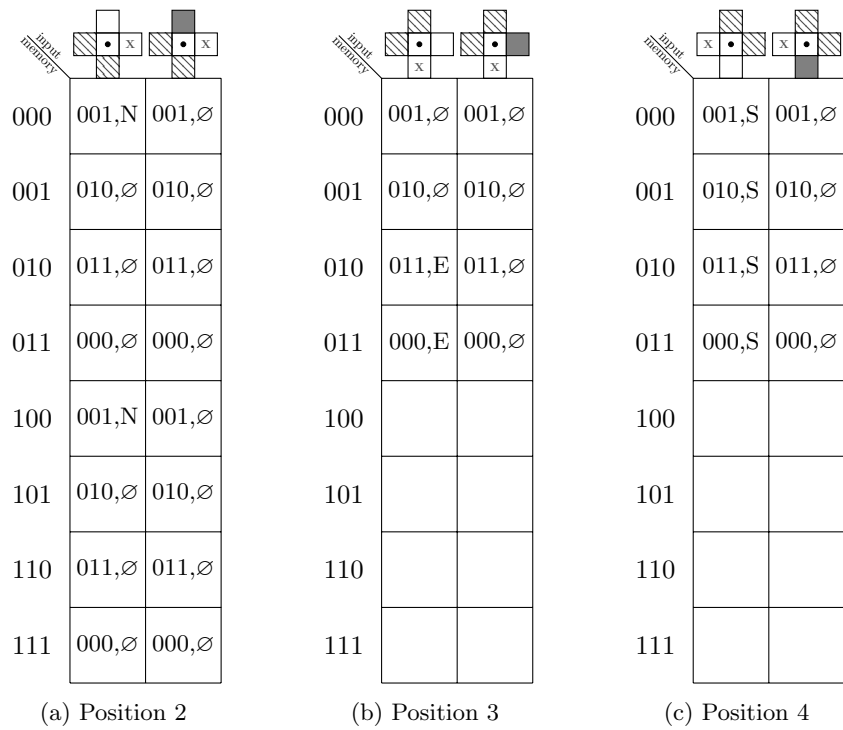 x x x x x x
input memory input memory input memory
000 001,N 001,∅ 000 001,∅ 001,∅ 000 001,S 001,∅
001 010,∅ 010,∅ 001 010,∅ 010,∅ 001 010,S 010,∅
010 011,∅ 011,∅ 010 011,E 011,∅ 010 011,S 011,∅
011 000,∅ 000,∅ 011 000,E 000,∅ 011 000,S 000,∅
100 001,N 001,∅ 100 100
101 010,∅ 010,∅ 101 101
110 011,∅ 011,∅ 110 110
111 000,∅ 000,∅ 111 111
(a) Position 2 (b) Position 3 (c) Position 4